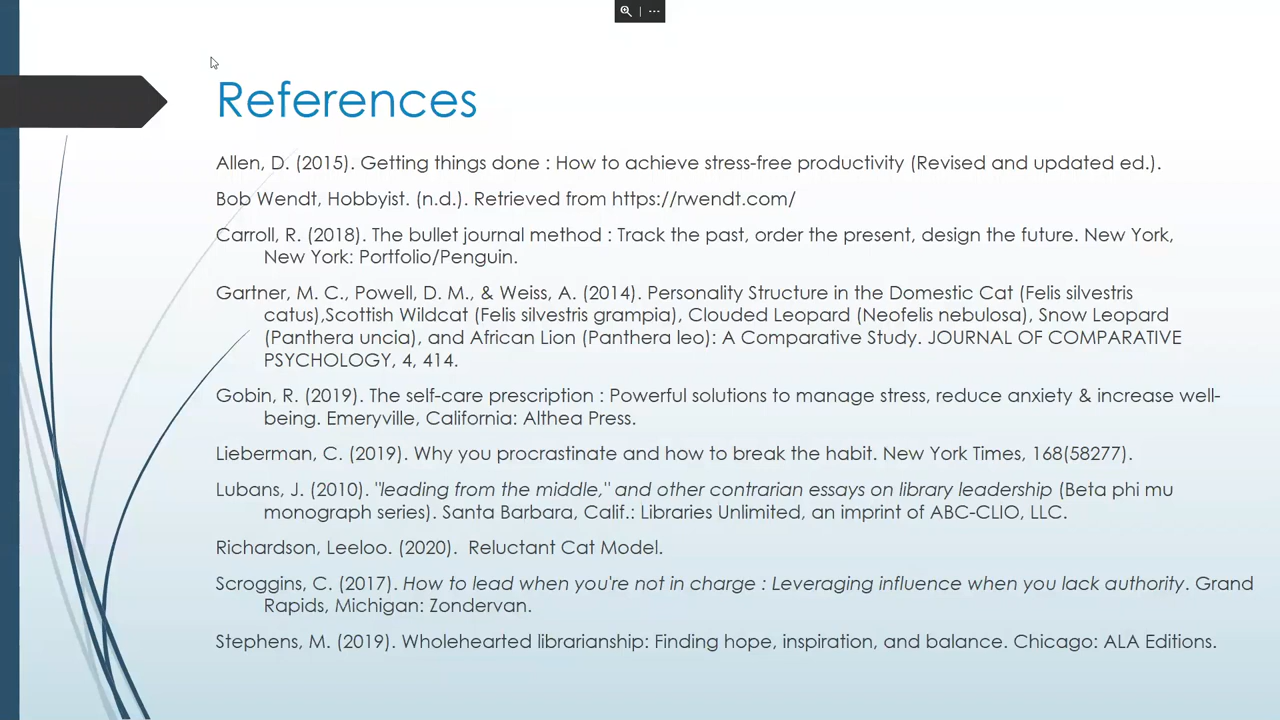 References
Allen, D. (2015). Getting things done : How to achieve stress-free productivity (Revised and updated ed.).
Bob Wendt, Hobbyist. (n.d.). Retrieved from https://rwendt.com/
Carroll, R. (2018). The bullet journal method : Track the past, order the present, design the future. New York,
New York: Portfolio/Penguin.
Gartner, M. C., Powell, D. M., & Weiss, A. (2014). Personality Structure in the Domestic Cat (Felis silvestris
catus),Scottish Wildcat (Felis silvestris grampia), Clouded Leopard (Neofelis nebulosa), Snow Leopard
(Panthera uncia), and African Lion (Panthera leo): A Comparative Study. JOURNAL OF COMPARATIVE
PSYCHOLOGY, 4, 414.
Gobin, R. (2019). The self-care prescription : Powerful solutions to manage stress, reduce anxiety & increase well-
being. Emeryville, California: Althea Press.
Lieberman, C. (2019). Why you procrastinate and how to break the habit. New York Times, 168(58277).
Lubans, J. (2010). "leading from the middle," and other contrarian essays on library leadership (Beta phi mu
monograph series). Santa Barbara, Calif.: Libraries Unlimited, an imprint of ABC-CLIO, LLC.
Richardson, Leeloo. (2020).  Reluctant Cat Model.
Scroggins, C. (2017). How to lead when you're not in charge : Leveraging influence when you lack authority. Grand
Rapids, Michigan: Zondervan.
Stephens, M. (2019). Wholehearted librarianship: Finding hope, inspiration, and balance. Chicago: ALA Editions.